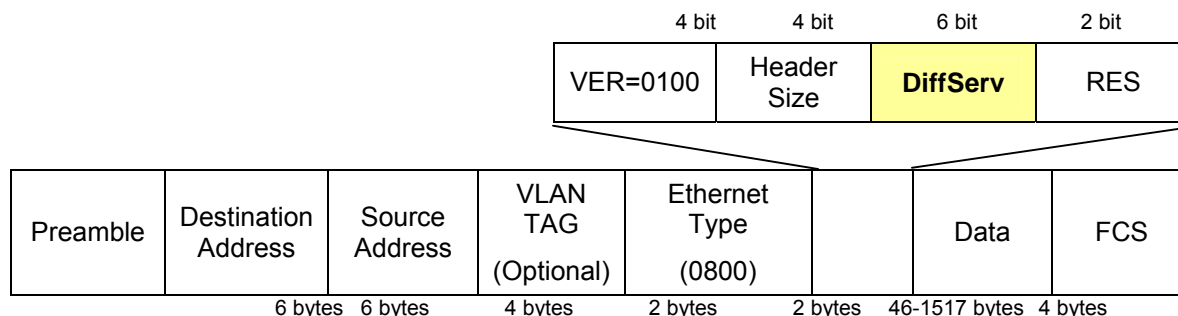 4 bit 4 bit 6 bit 2 bit
VER=0100 Header Size DiffServ RES
Preamble Destination Address Source Address VLAN TAG (Optional) Ethernet Type (0800) Data FCS
6 bytes 6 bytes 4 bytes 2 bytes 2 bytes 46-1517 bytes 4 bytes